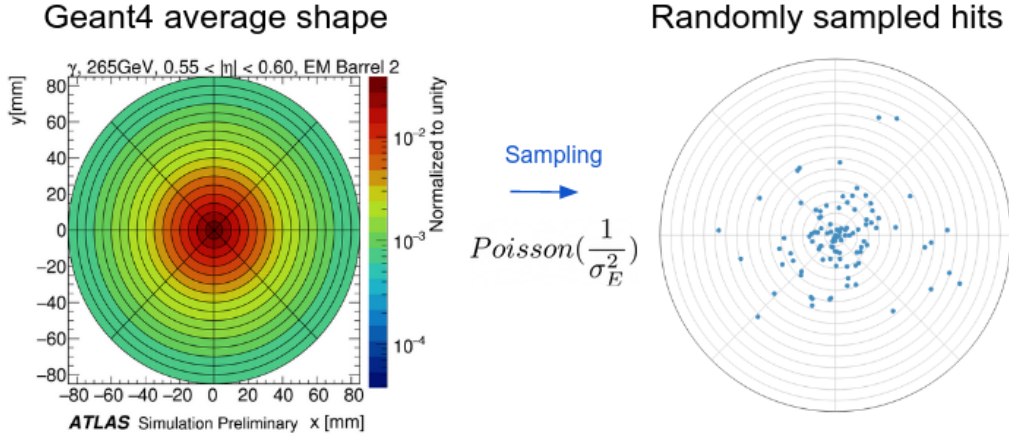 Geant4 average shape
Randomly sampled hits
γ, 265GeV, 0.55 < |η| < 0.60, EM Barrel 2
y[mm]
80
60
40
20
0
−20
−40
−60
−80
−80 −60 −40 −20 0 20 40 60 80
ATLAS Simulation Preliminary x [mm]
10⁻²
10⁻³
10⁻⁴
Normalized to unity
Sampling
Poisson(1/σ_E²)